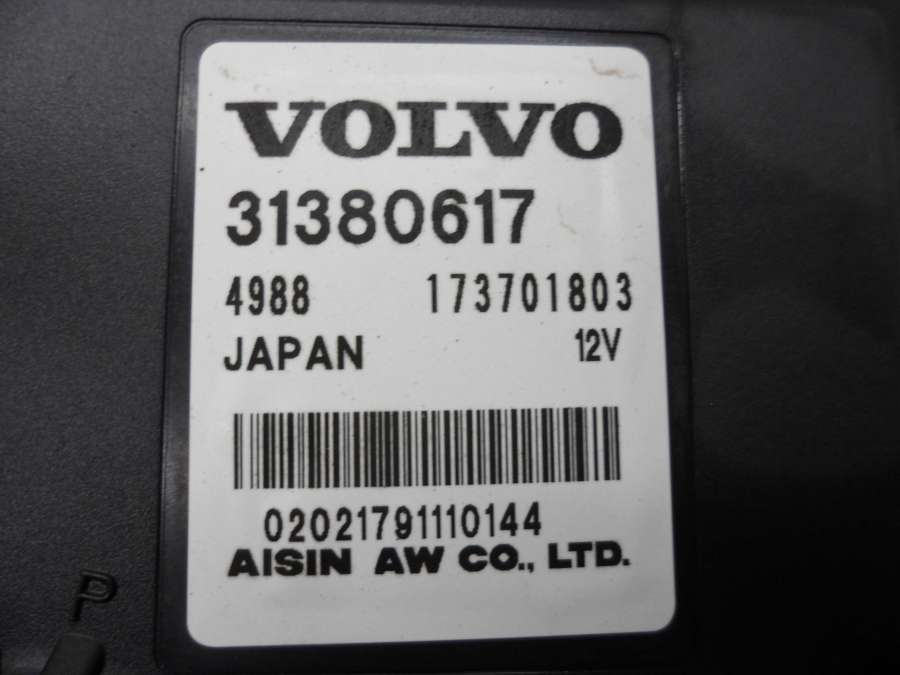 VOLVO
31380617
4988 173701803
JAPAN 12V
02021791110144
AISIN AW CO., LTD.
P